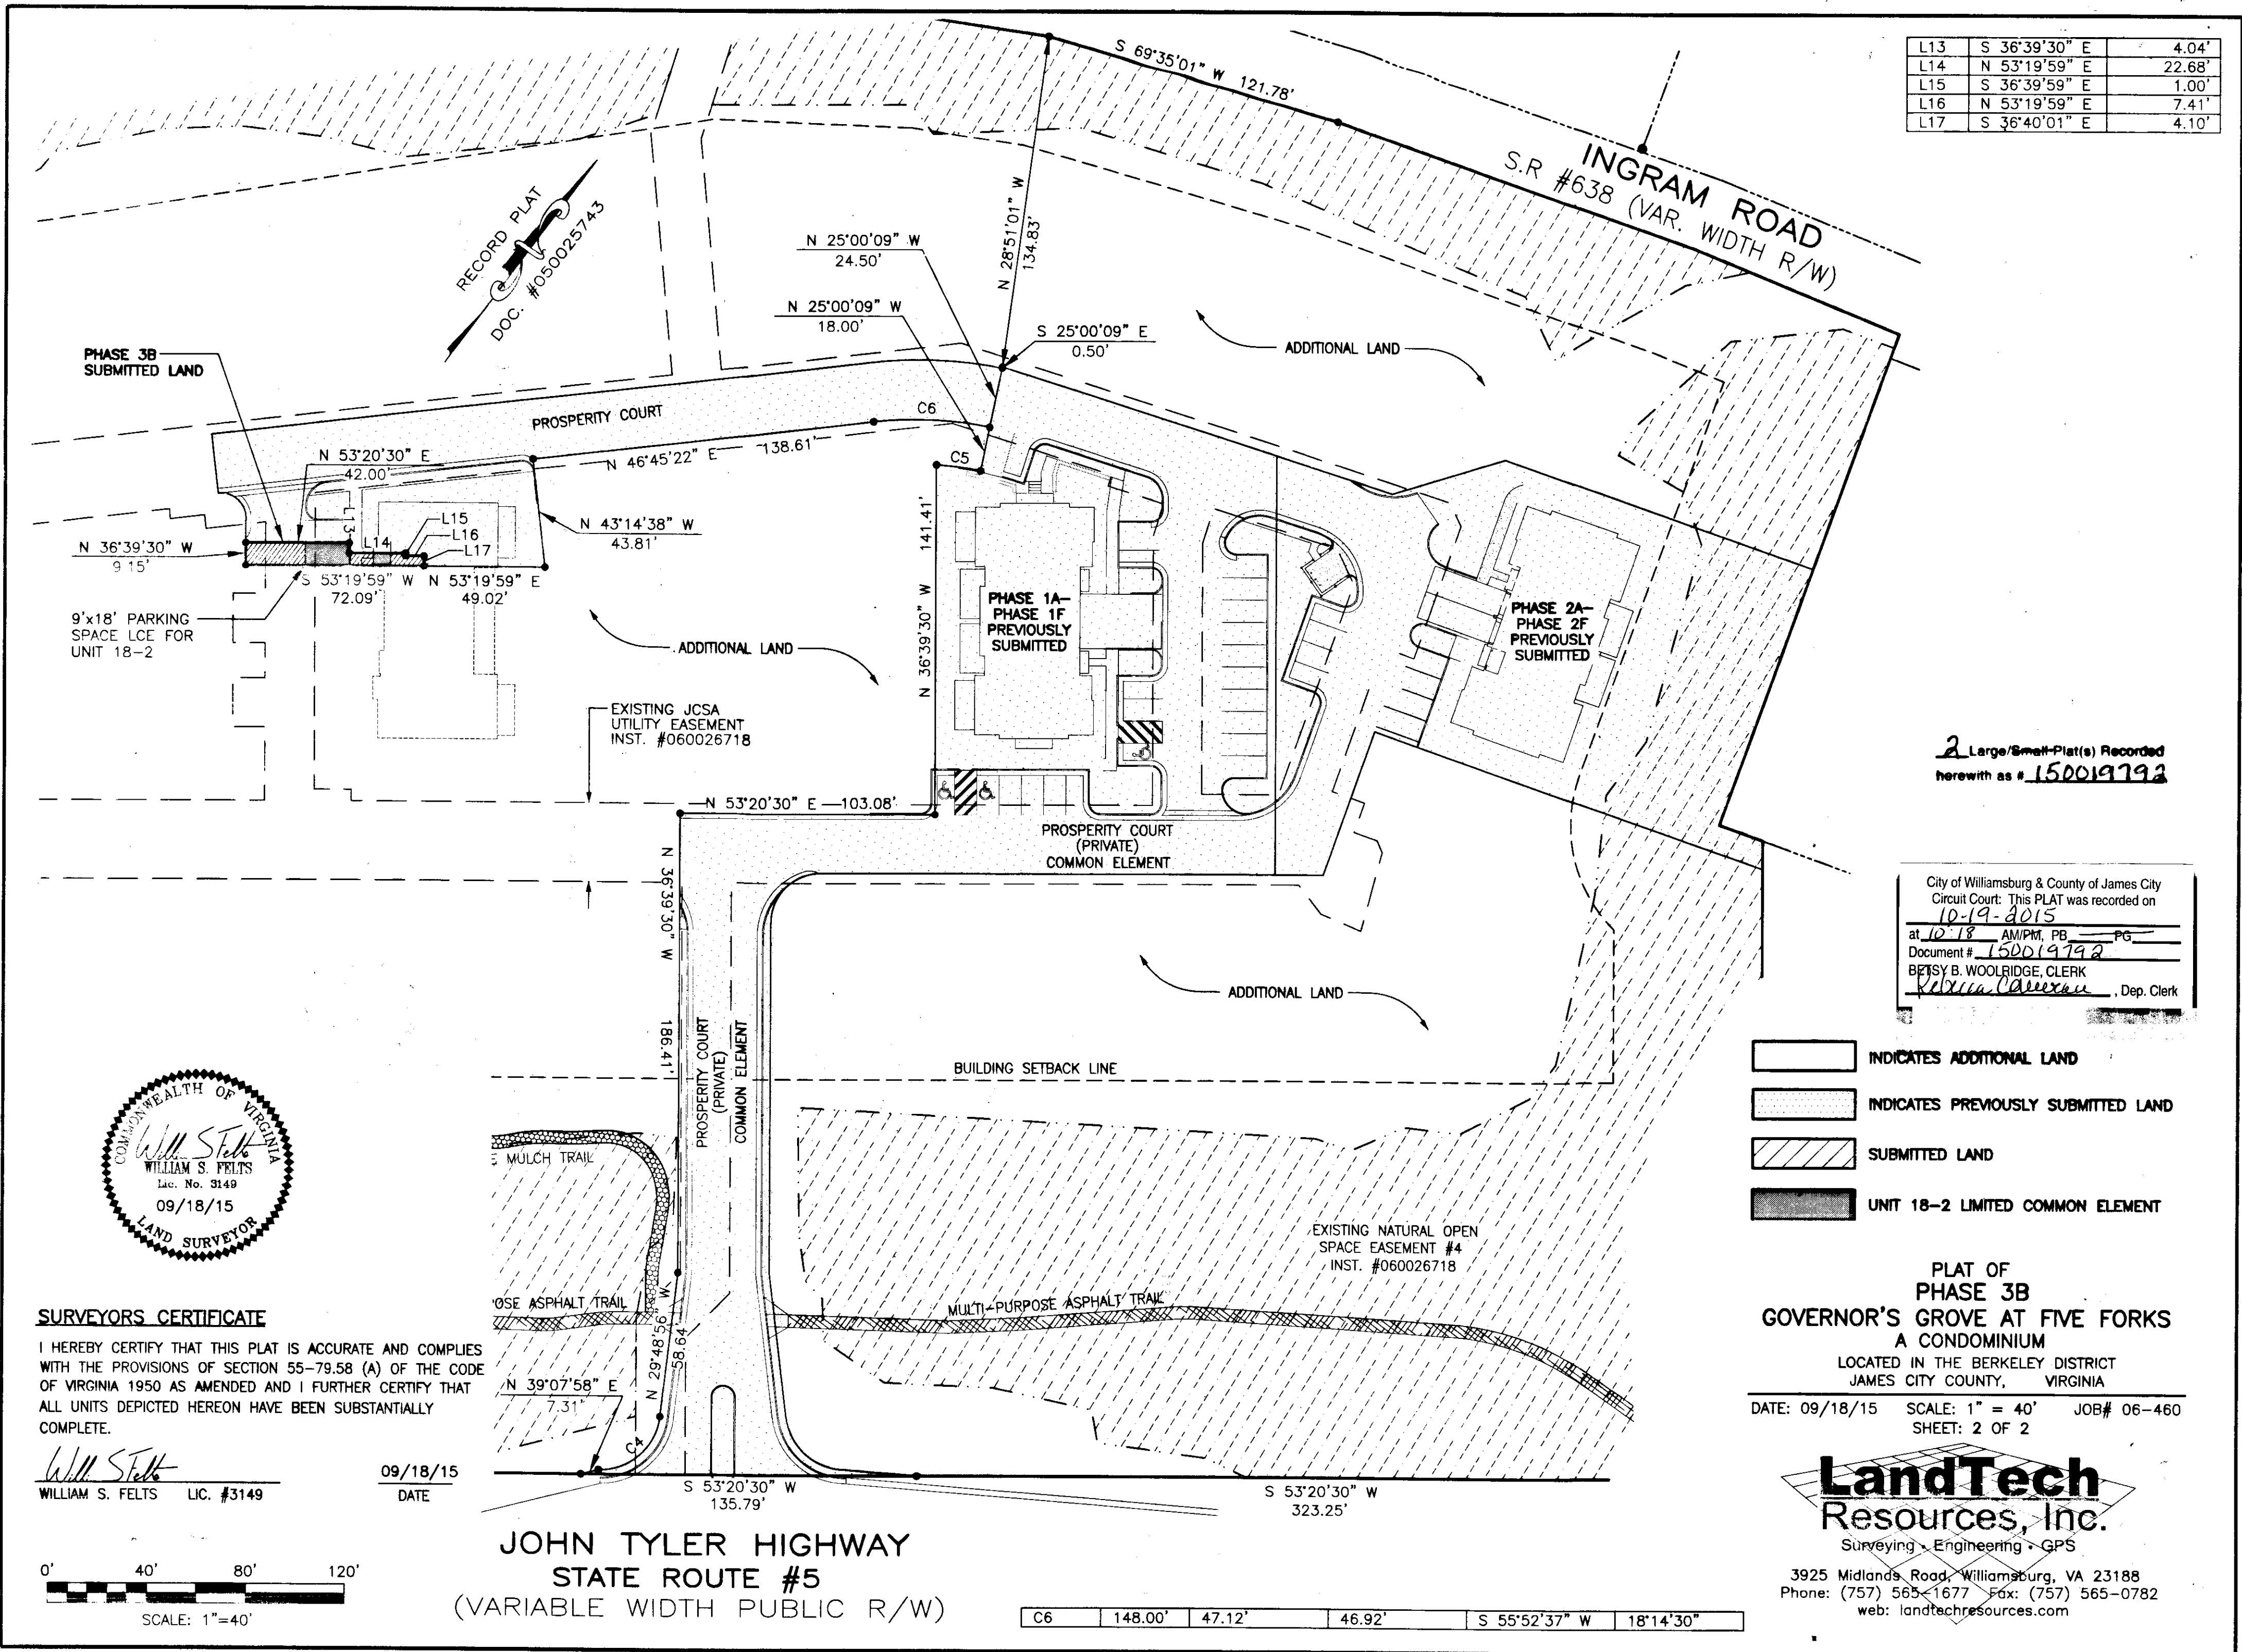 L13 S 36°39'30" E 4.04'
L14 N 53°19'59" E 22.68'
L15 S 36°39'59" E 1.00'
L16 N 53°19'59" E 7.41'
L17 S 36°40'01" E 4.10'
S 69°35'01" W 121.78'
INGRAM ROAD
S.R #638 (VAR. WIDTH R/W)
RECORD PLAT
DOC. #050025743
N 28°51'01" W
134.83'
N 25°00'09" W
24.50'
N 25°00'09" W
18.00'
S 25°00'09" E
0.50'
ADDITIONAL LAND
PHASE 3B
SUBMITTED LAND
PROSPERITY COURT
C6
N 53°20'30" E
42.00'
N 46°45'22" E 138.61'
C5
L13
L14
L15
L16
L17
N 43°14'38" W
43.81'
N 36°39'30" W
9.15'
S 53°19'59" W
72.09'
N 53°19'59" E
49.02'
9'x18' PARKING
SPACE LCE FOR
UNIT 18-2
ADDITIONAL LAND
N 36°39'30" W 141.41'
PHASE 1A-
PHASE 1F
PREVIOUSLY
SUBMITTED
PHASE 2A-
PHASE 2F
PREVIOUSLY
SUBMITTED
EXISTING JCSA
UTILITY EASEMENT
INST. #060026718
2 Large/Small Plat(s) Recorded
herewith as # 150019792
N 53°20'30" E 103.08'
PROSPERITY COURT
(PRIVATE)
COMMON ELEMENT
N 36°39'30" W 186.41'
City of Williamsburg & County of James City
Circuit Court: This PLAT was recorded on
10-19-2015
at 10:18 AM/PM, PB PG
Document # 150019792
BETSY B. WOOLRIDGE, CLERK
Rebecca Cameran , Dep. Clerk
ADDITIONAL LAND
PROSPERITY COURT
(PRIVATE)
COMMON ELEMENT
BUILDING SETBACK LINE
INDICATES ADDITIONAL LAND
INDICATES PREVIOUSLY SUBMITTED LAND
SUBMITTED LAND
UNIT 18-2 LIMITED COMMON ELEMENT
COMMONWEALTH OF VIRGINIA
Will S Felts
WILLIAM S. FELTS
Lic. No. 3149
09/18/15
LAND SURVEYOR
E MULCH TRAIL
EXISTING NATURAL OPEN
SPACE EASEMENT #4
INST. #060026718
OSE ASPHALT TRAIL
MULTI-PURPOSE ASPHALT TRAIL
N 29°48'56" W
58.64'
N 39°07'58" E
7.31'
C4
SURVEYORS CERTIFICATE
I HEREBY CERTIFY THAT THIS PLAT IS ACCURATE AND COMPLIES
WITH THE PROVISIONS OF SECTION 55-79.58 (A) OF THE CODE
OF VIRGINIA 1950 AS AMENDED AND I FURTHER CERTIFY THAT
ALL UNITS DEPICTED HEREON HAVE BEEN SUBSTANTIALLY
COMPLETE.
Will S Felts
WILLIAM S. FELTS LIC. #3149
09/18/15
DATE
S 53°20'30" W
135.79'
S 53°20'30" W
323.25'
PLAT OF
PHASE 3B
GOVERNOR'S GROVE AT FIVE FORKS
A CONDOMINIUM
LOCATED IN THE BERKELEY DISTRICT
JAMES CITY COUNTY, VIRGINIA
DATE: 09/18/15 SCALE: 1" = 40' JOB# 06-460
SHEET: 2 OF 2
LandTech
Resources, Inc.
Surveying • Engineering • GPS
3925 Midlands Road, Williamsburg, VA 23188
Phone: (757) 565-1677 Fax: (757) 565-0782
web: landtechresources.com
JOHN TYLER HIGHWAY
STATE ROUTE #5
(VARIABLE WIDTH PUBLIC R/W)
0' 40' 80' 120'
SCALE: 1"=40'
C6 148.00' 47.12' 46.92' S 55°52'37" W 18°14'30"